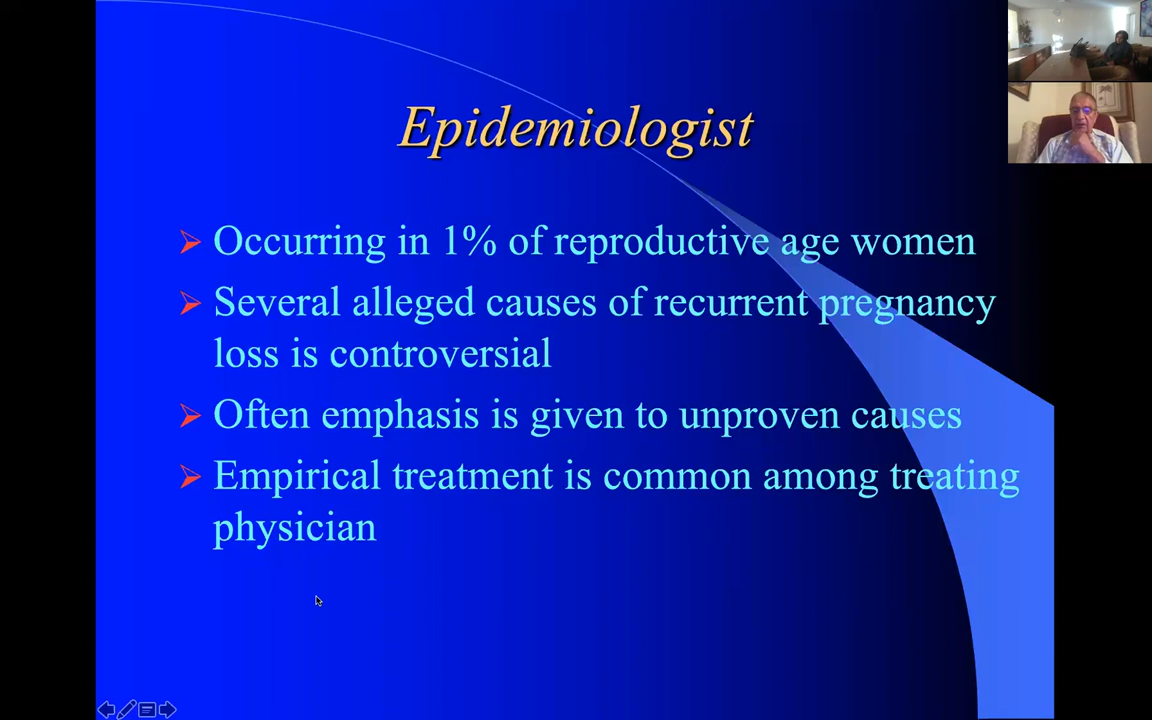 Epidemiologist
Occurring in 1% of reproductive age women
Several alleged causes of recurrent pregnancy
loss is controversial
Often emphasis is given to unproven causes
Empirical treatment is common among treating
physician